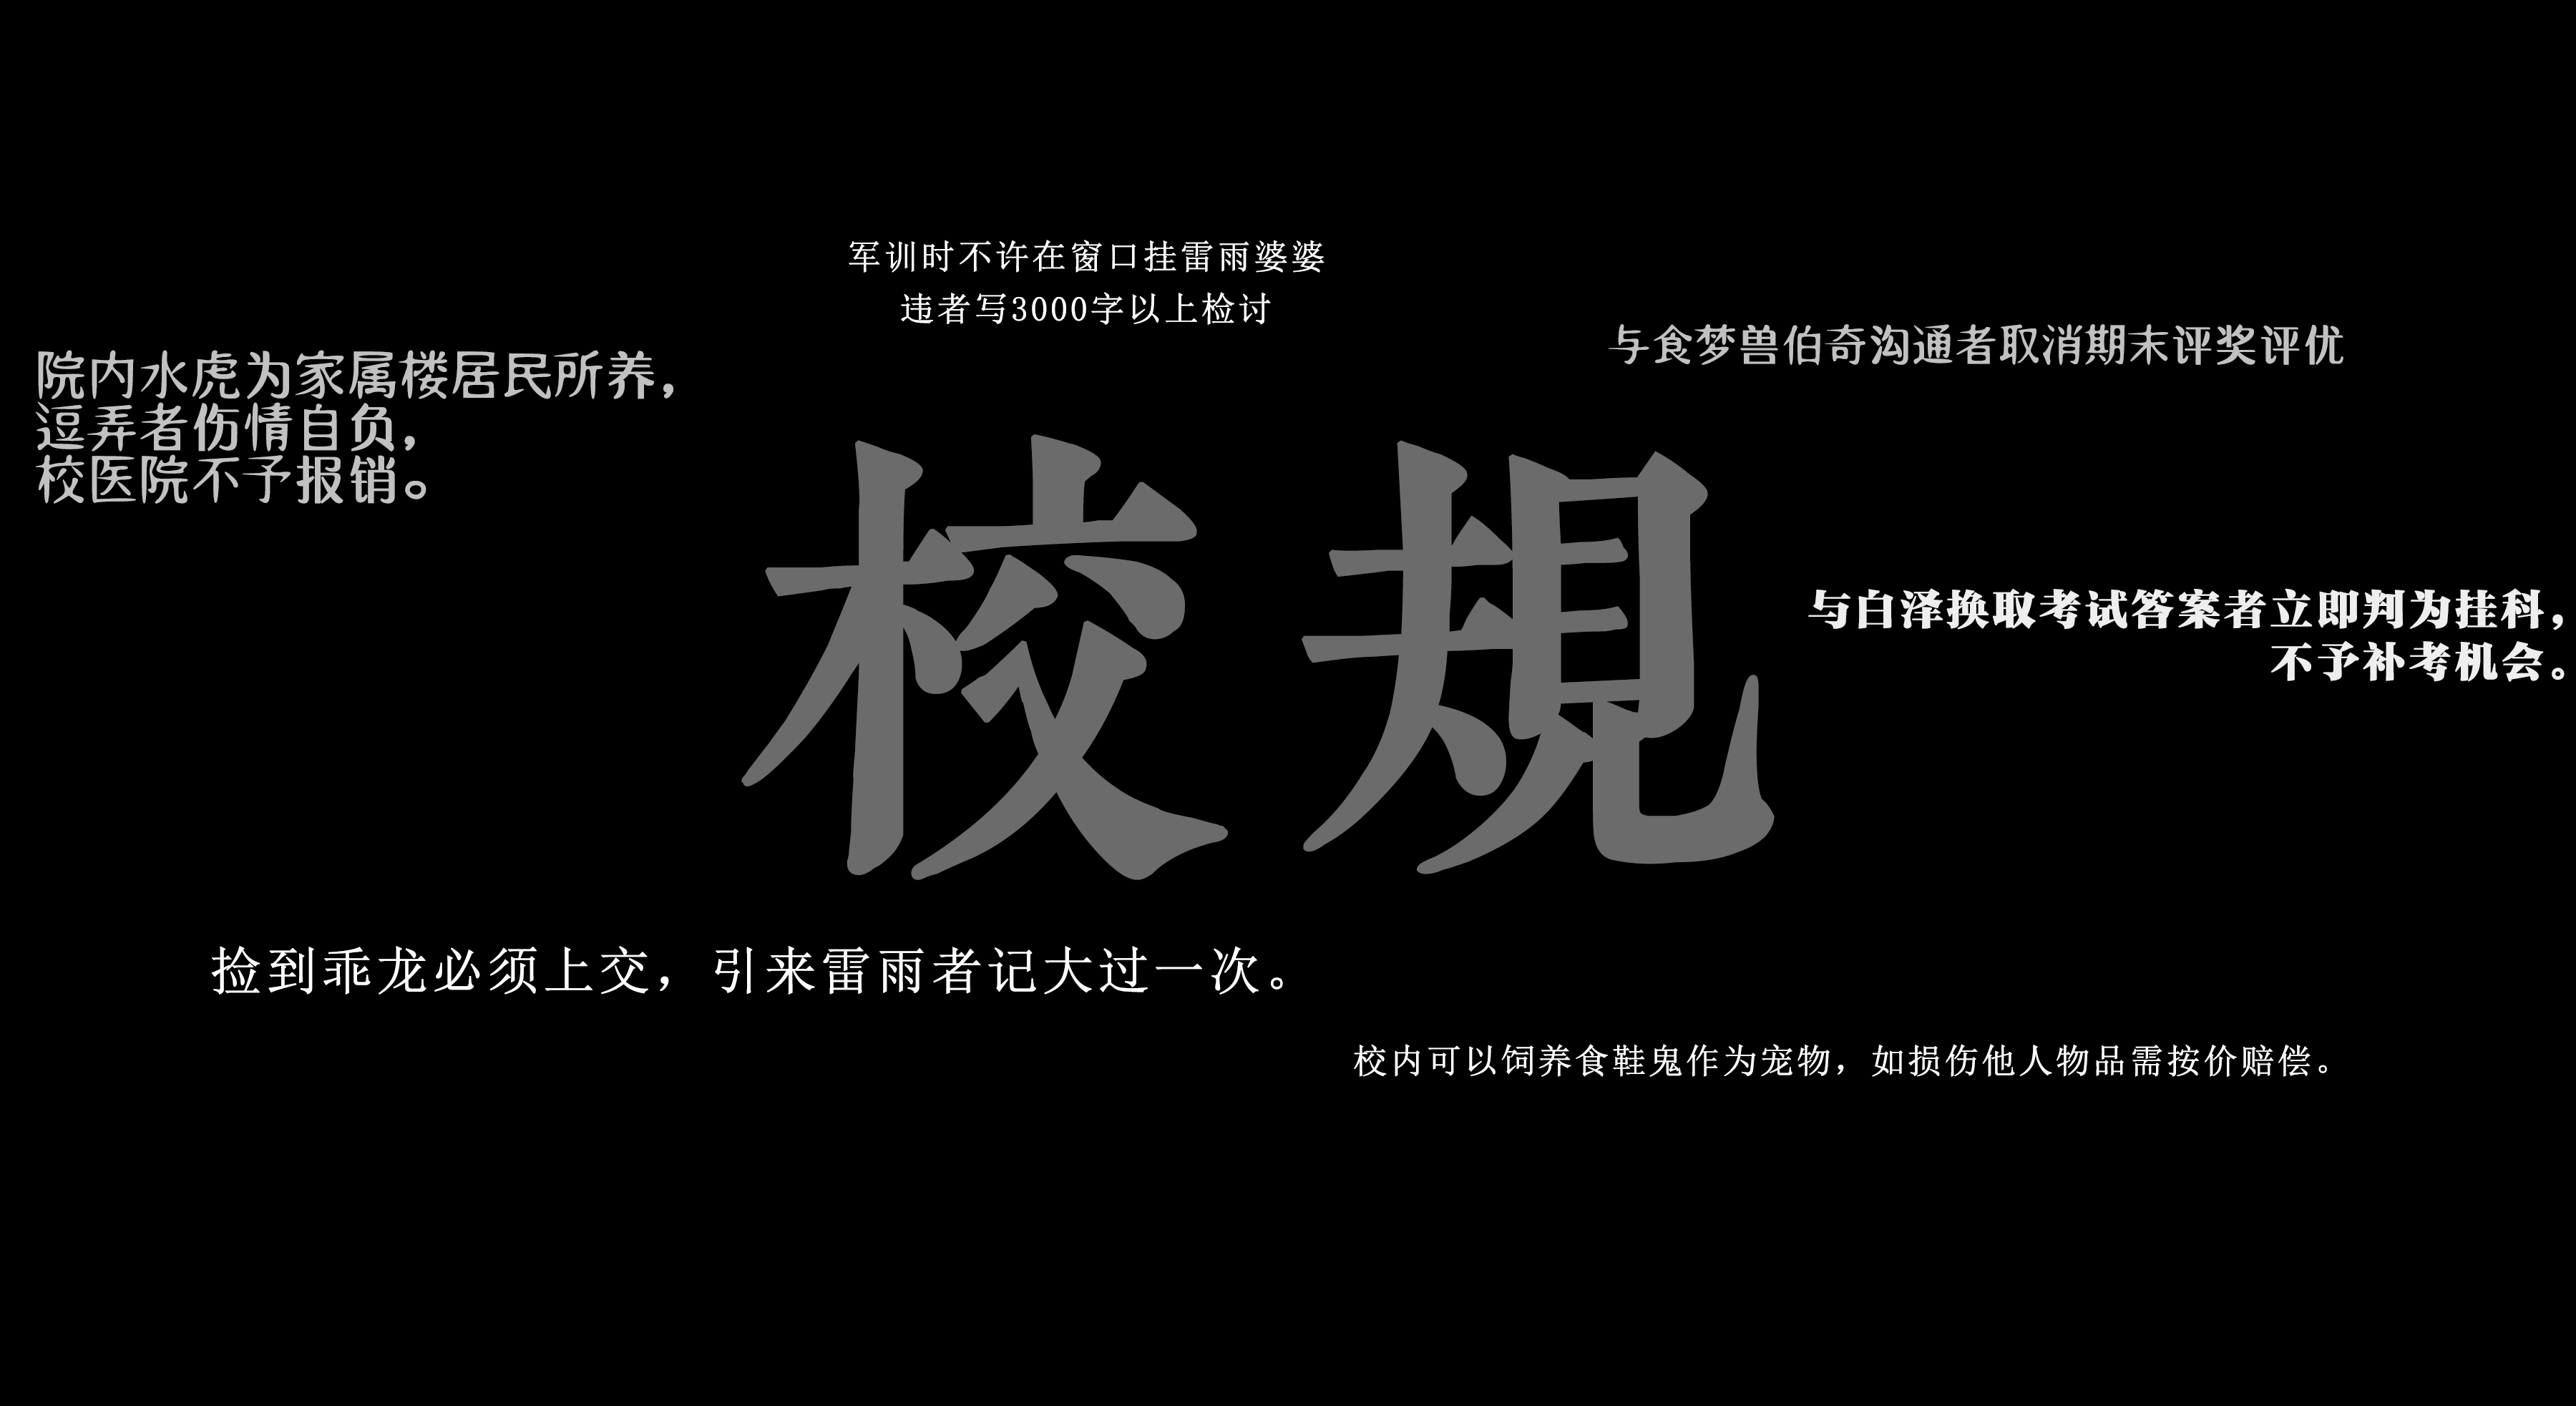 军训时不许在窗口挂雷雨婆婆
违者写3000字以上检讨
与食梦兽伯奇沟通者取消期末评奖评优
院内水虎为家属楼居民所养，
逗弄者伤情自负，
校医院不予报销。
校規
与白泽换取考试答案者立即判为挂科，
不予补考机会。
捡到乖龙必须上交，引来雷雨者记大过一次。
校内可以饲养食鞋鬼作为宠物，如损伤他人物品需按价赔偿。